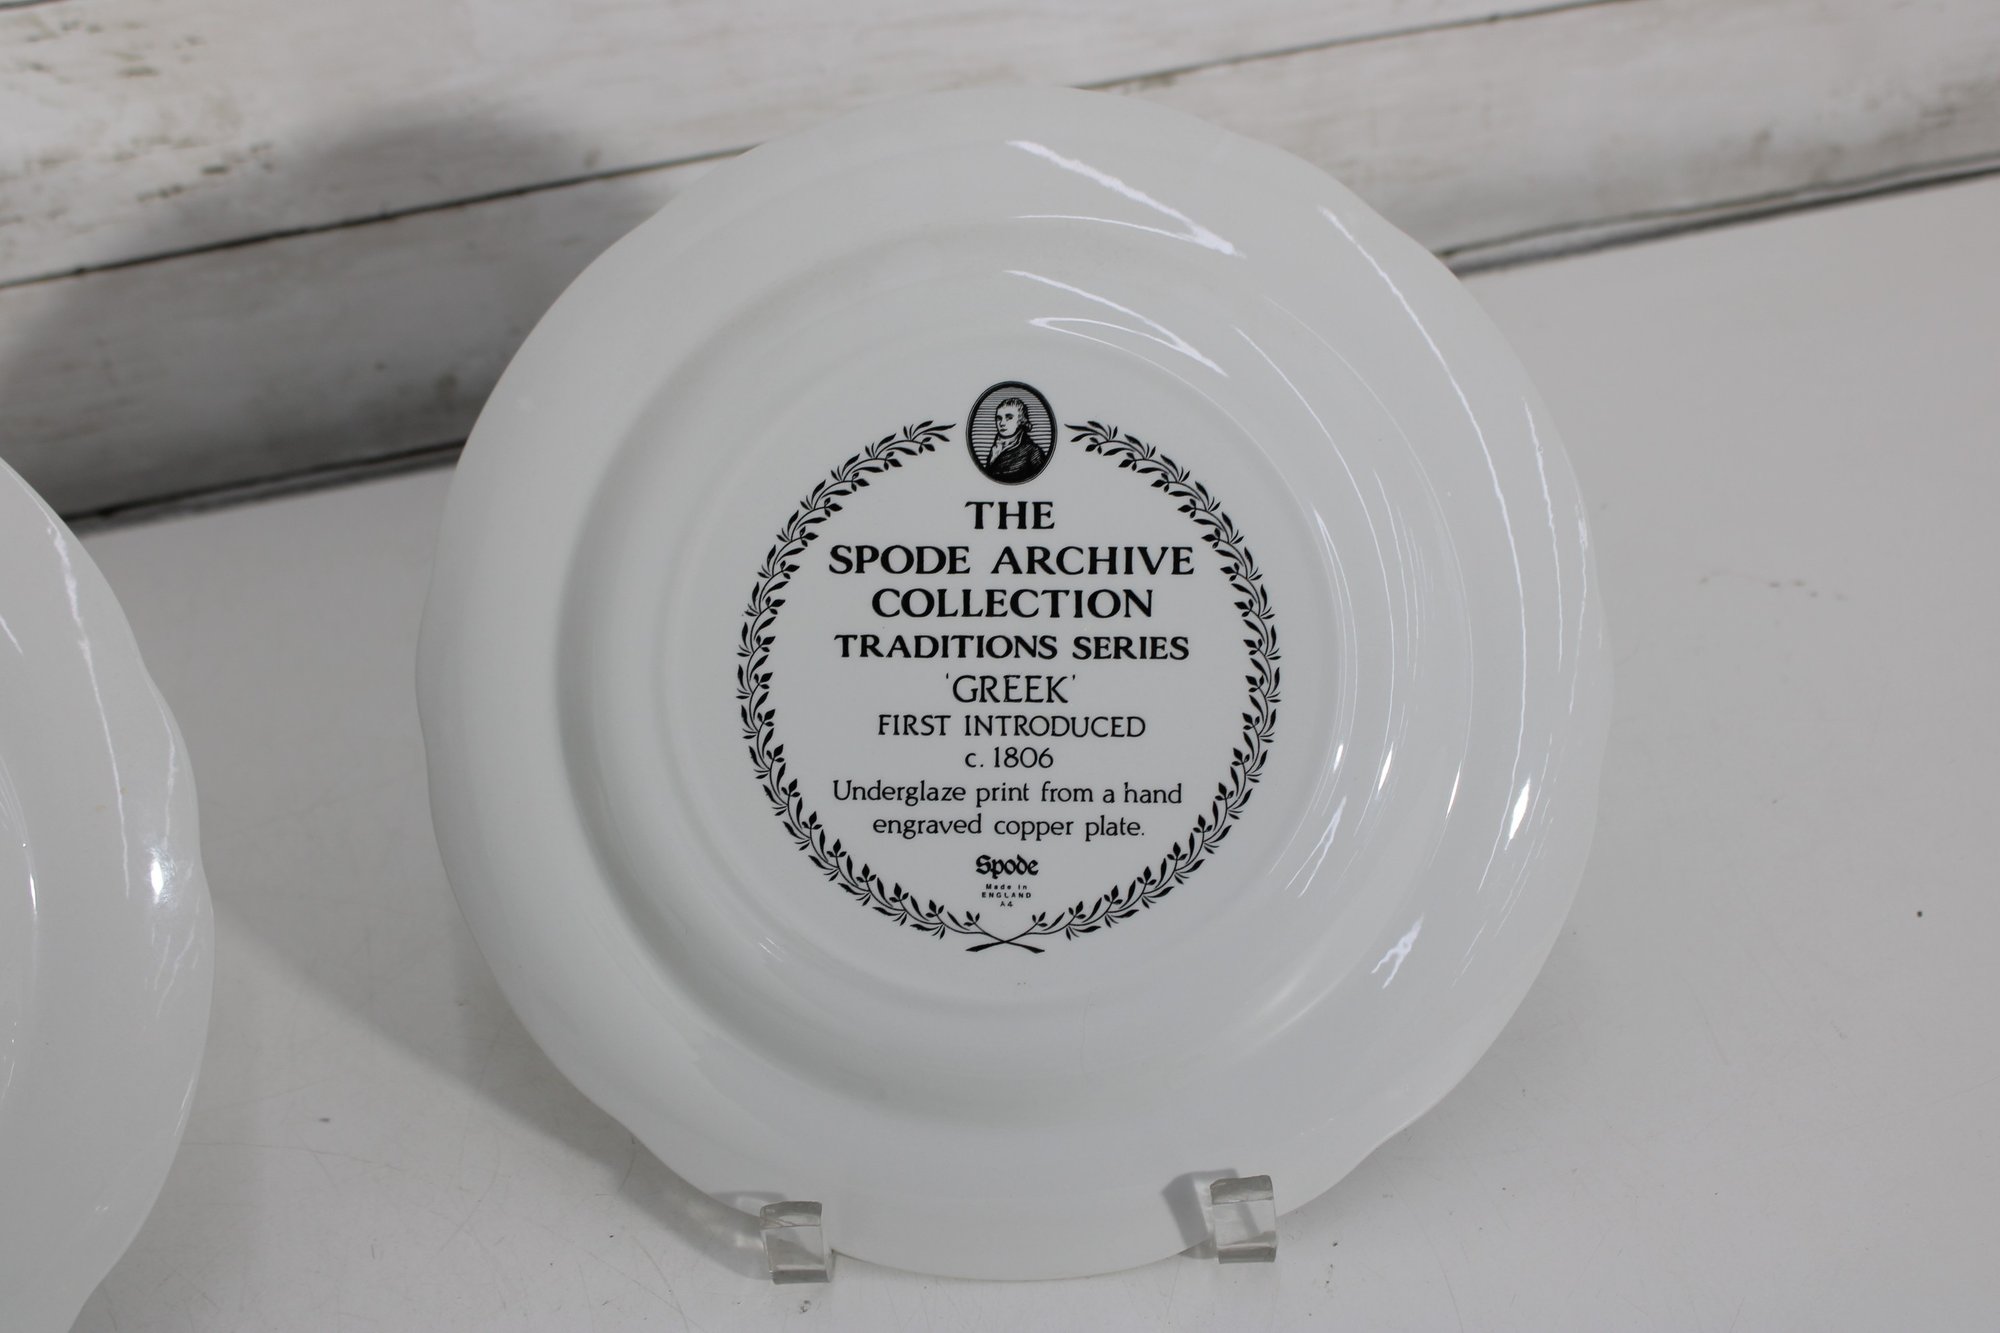 THE
SPODE ARCHIVE
COLLECTION
TRADITIONS SERIES
'GREEK'
FIRST INTRODUCED
c. 1806
Underglaze print from a hand
engraved copper plate.
Spode
Made in
ENGLAND
A4